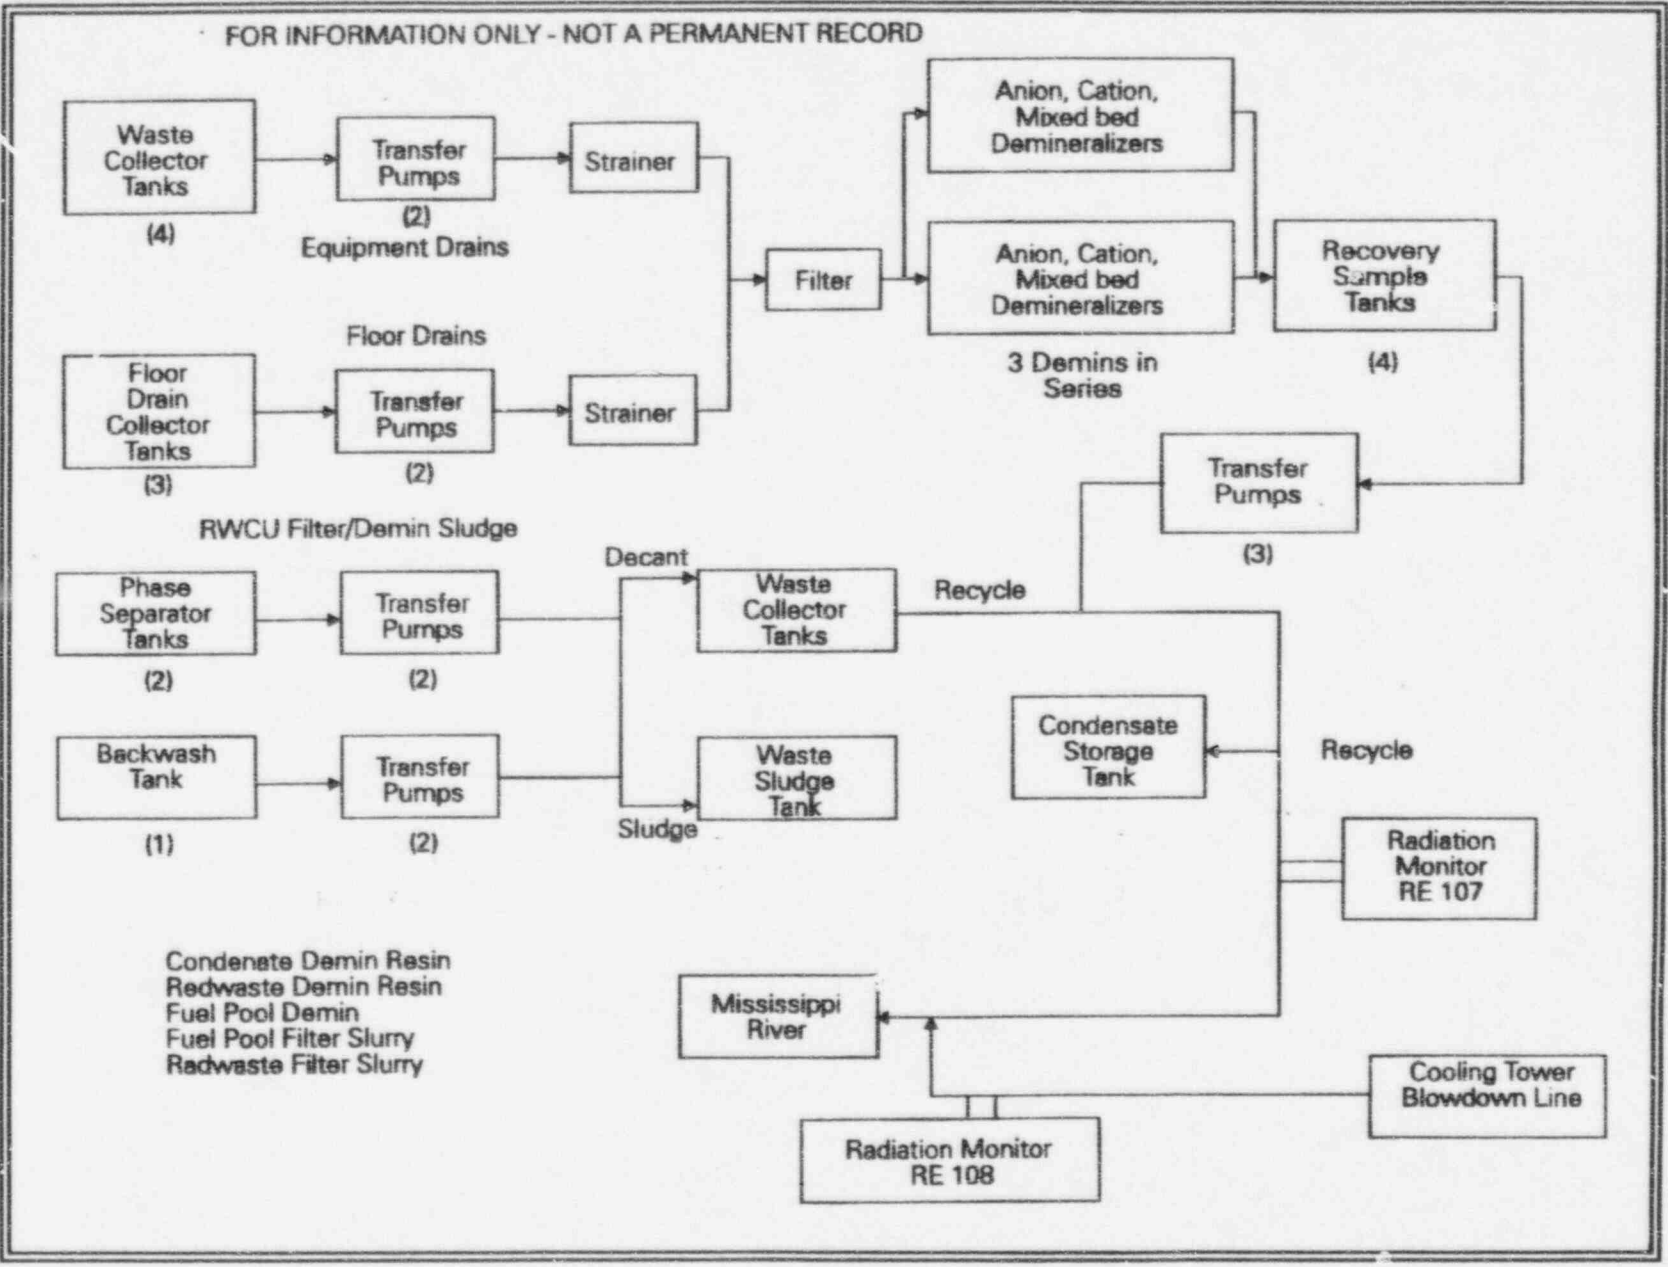 FOR INFORMATION ONLY - NOT A PERMANENT RECORD
Waste
Collector
Tanks
(4)
Transfer
Pumps
(2)
Equipment Drains
Strainer
Floor Drains
Floor
Drain
Collector
Tanks
(3)
Transfer
Pumps
(2)
Strainer
Filter
Anion, Cation,
Mixed bed
Demineralizers
Anion, Cation,
Mixed bed
Demineralizers
3 Demins in
Series
Recovery
Sample
Tanks
(4)
Transfer
Pumps
(3)
RWCU Filter/Demin Sludge
Phase
Separator
Tanks
(2)
Transfer
Pumps
(2)
Decant
Waste
Collector
Tanks
Recycle
Backwash
Tank
(1)
Transfer
Pumps
(2)
Sludge
Waste
Sludge
Tank
Condensate
Storage
Tank
Recycle
Radiation
Monitor
RE 107
Condenate Demin Resin
Redwaste Demin Resin
Fuel Pool Demin
Fuel Pool Filter Slurry
Radwaste Filter Slurry
Mississippi
River
Cooling Tower
Blowdown Line
Radiation Monitor
RE 108